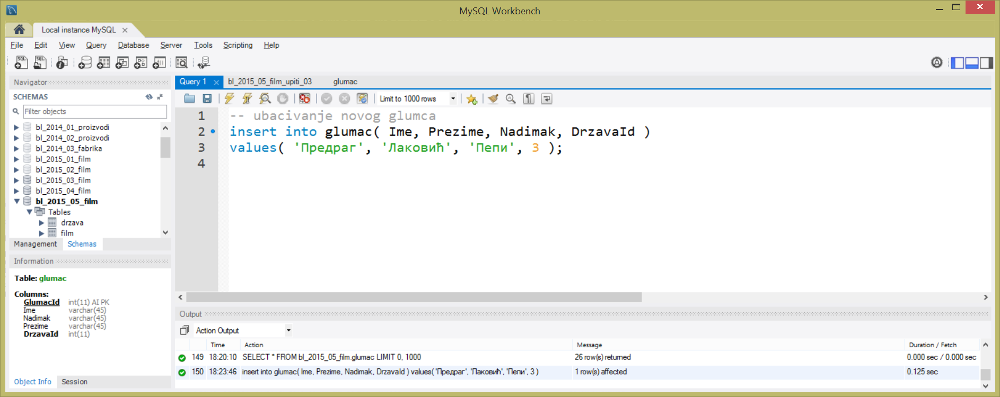 MySQL Workbench
Local instance MySQL
File Edit View Query Database Server Tools Scripting Help
Navigator
SCHEMAS
Filter objects
bl_2014_01_proizvodi
bl_2014_02_proizvodi
bl_2014_03_fabrika
bl_2015_01_film
bl_2015_02_film
bl_2015_03_film
bl_2015_04_film
bl_2015_05_film
Tables
drzava
film
Management Schemas
Information
Table: glumac
Columns:
GlumacId int(11) AI PK
Ime varchar(45)
Nadimak varchar(45)
Prezime varchar(45)
DrzavaId int(11)
Object Info Session
Query 1 bl_2015_05_film_upiti_03 glumac
Limit to 1000 rows
1 -- ubacivanje novog glumca
2 insert into glumac( Ime, Prezime, Nadimak, DrzavaId )
3 values( 'Предраг', 'Лаковић', 'Пепи', 3 );
4
Output
Action Output
Time Action Message Duration / Fetch
149 18:20:10 SELECT * FROM bl_2015_05_film.glumac LIMIT 0, 1000 26 row(s) returned 0.000 sec / 0.000 sec
150 18:23:46 insert into glumac( Ime, Prezime, Nadimak, DrzavaId ) values( 'Предраг', 'Лаковић', 'Пепи', 3 ) 1 row(s) affected 0.125 sec